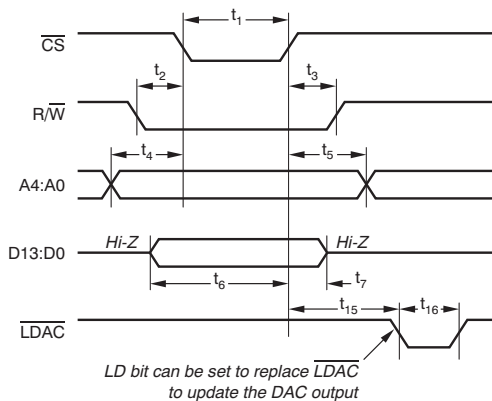 t1
CS
t2
t3
R/W
t4
t5
A4:A0
Hi-Z
Hi-Z
D13:D0
t6
t7
t15
t16
LDAC
LD bit can be set to replace LDAC
to update the DAC output